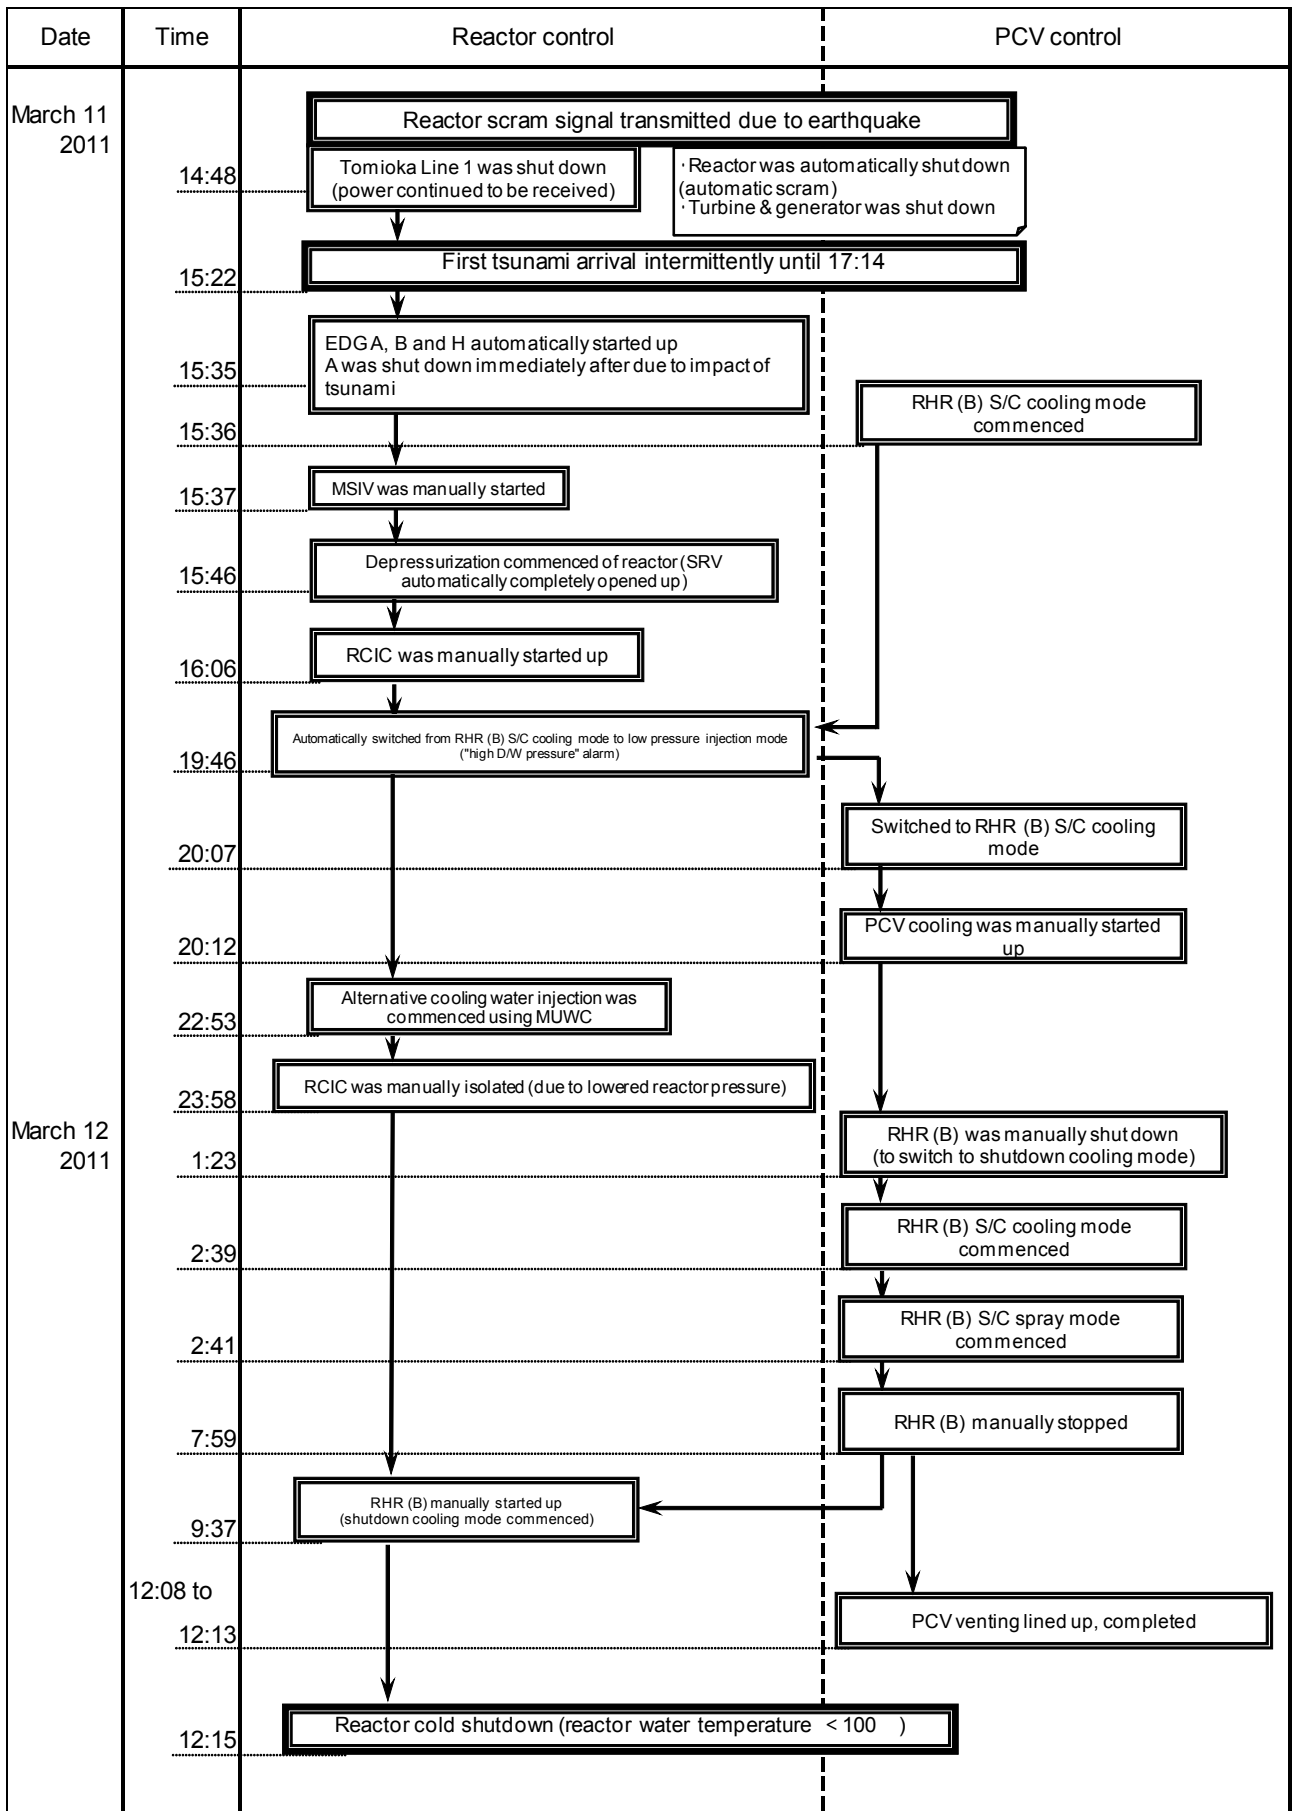 Date
Time
Reactor control
PCV control
March 11
2011
Reactor scram signal transmitted due to earthquake
14:48
Tomioka Line 1 was shut down
(power continued to be received)
·Reactor was automatically shut down
(automatic scram)
·Turbine & generator was shut down
15:22
First tsunami arrival intermittently until 17:14
15:35
EDG A, B and H automatically started up
A was shut down immediately after due to impact of
tsunami
15:36
RHR (B) S/C cooling mode
commenced
15:37
MSIV was manually started
15:46
Depressurization commenced of reactor (SRV
automatically completely opened up)
16:06
RCIC was manually started up
19:46
Automatically switched from RHR (B) S/C cooling mode to low pressure injection mode
("high D/W pressure" alarm)
20:07
Switched to RHR (B) S/C cooling
mode
20:12
PCV cooling was manually started
up
22:53
Alternative cooling water injection was
commenced using MUWC
23:58
RCIC was manually isolated (due to lowered reactor pressure)
March 12
2011
1:23
RHR (B) was manually shut down
(to switch to shutdown cooling mode)
2:39
RHR (B) S/C cooling mode
commenced
2:41
RHR (B) S/C spray mode
commenced
7:59
RHR (B) manually stopped
9:37
RHR (B) manually started up
(shutdown cooling mode commenced)
12:08 to
12:13
PCV venting lined up, completed
12:15
Reactor cold shutdown (reactor water temperature < 100 )